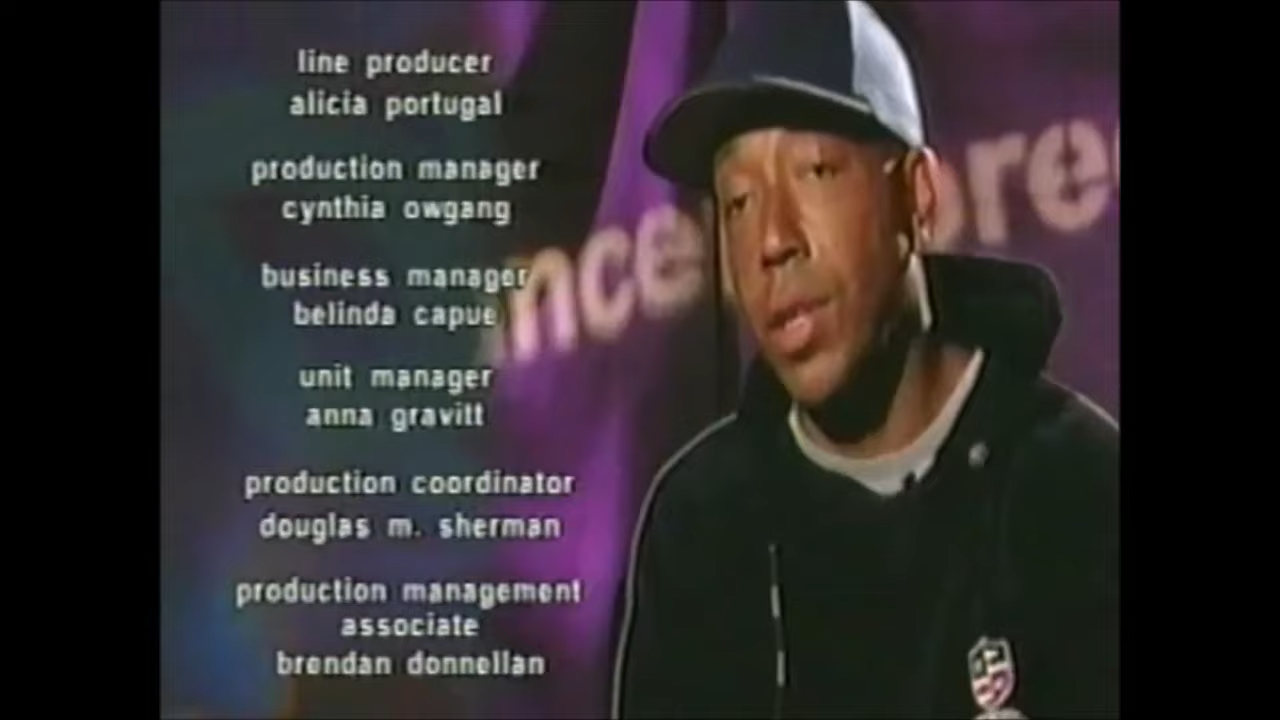 line producer
alicia portugal
production manager
cynthia owgang
business manager
belinda capue
unit manager
anna gravitt
production coordinator
douglas m. sherman
production management
associate
brendan donnellan